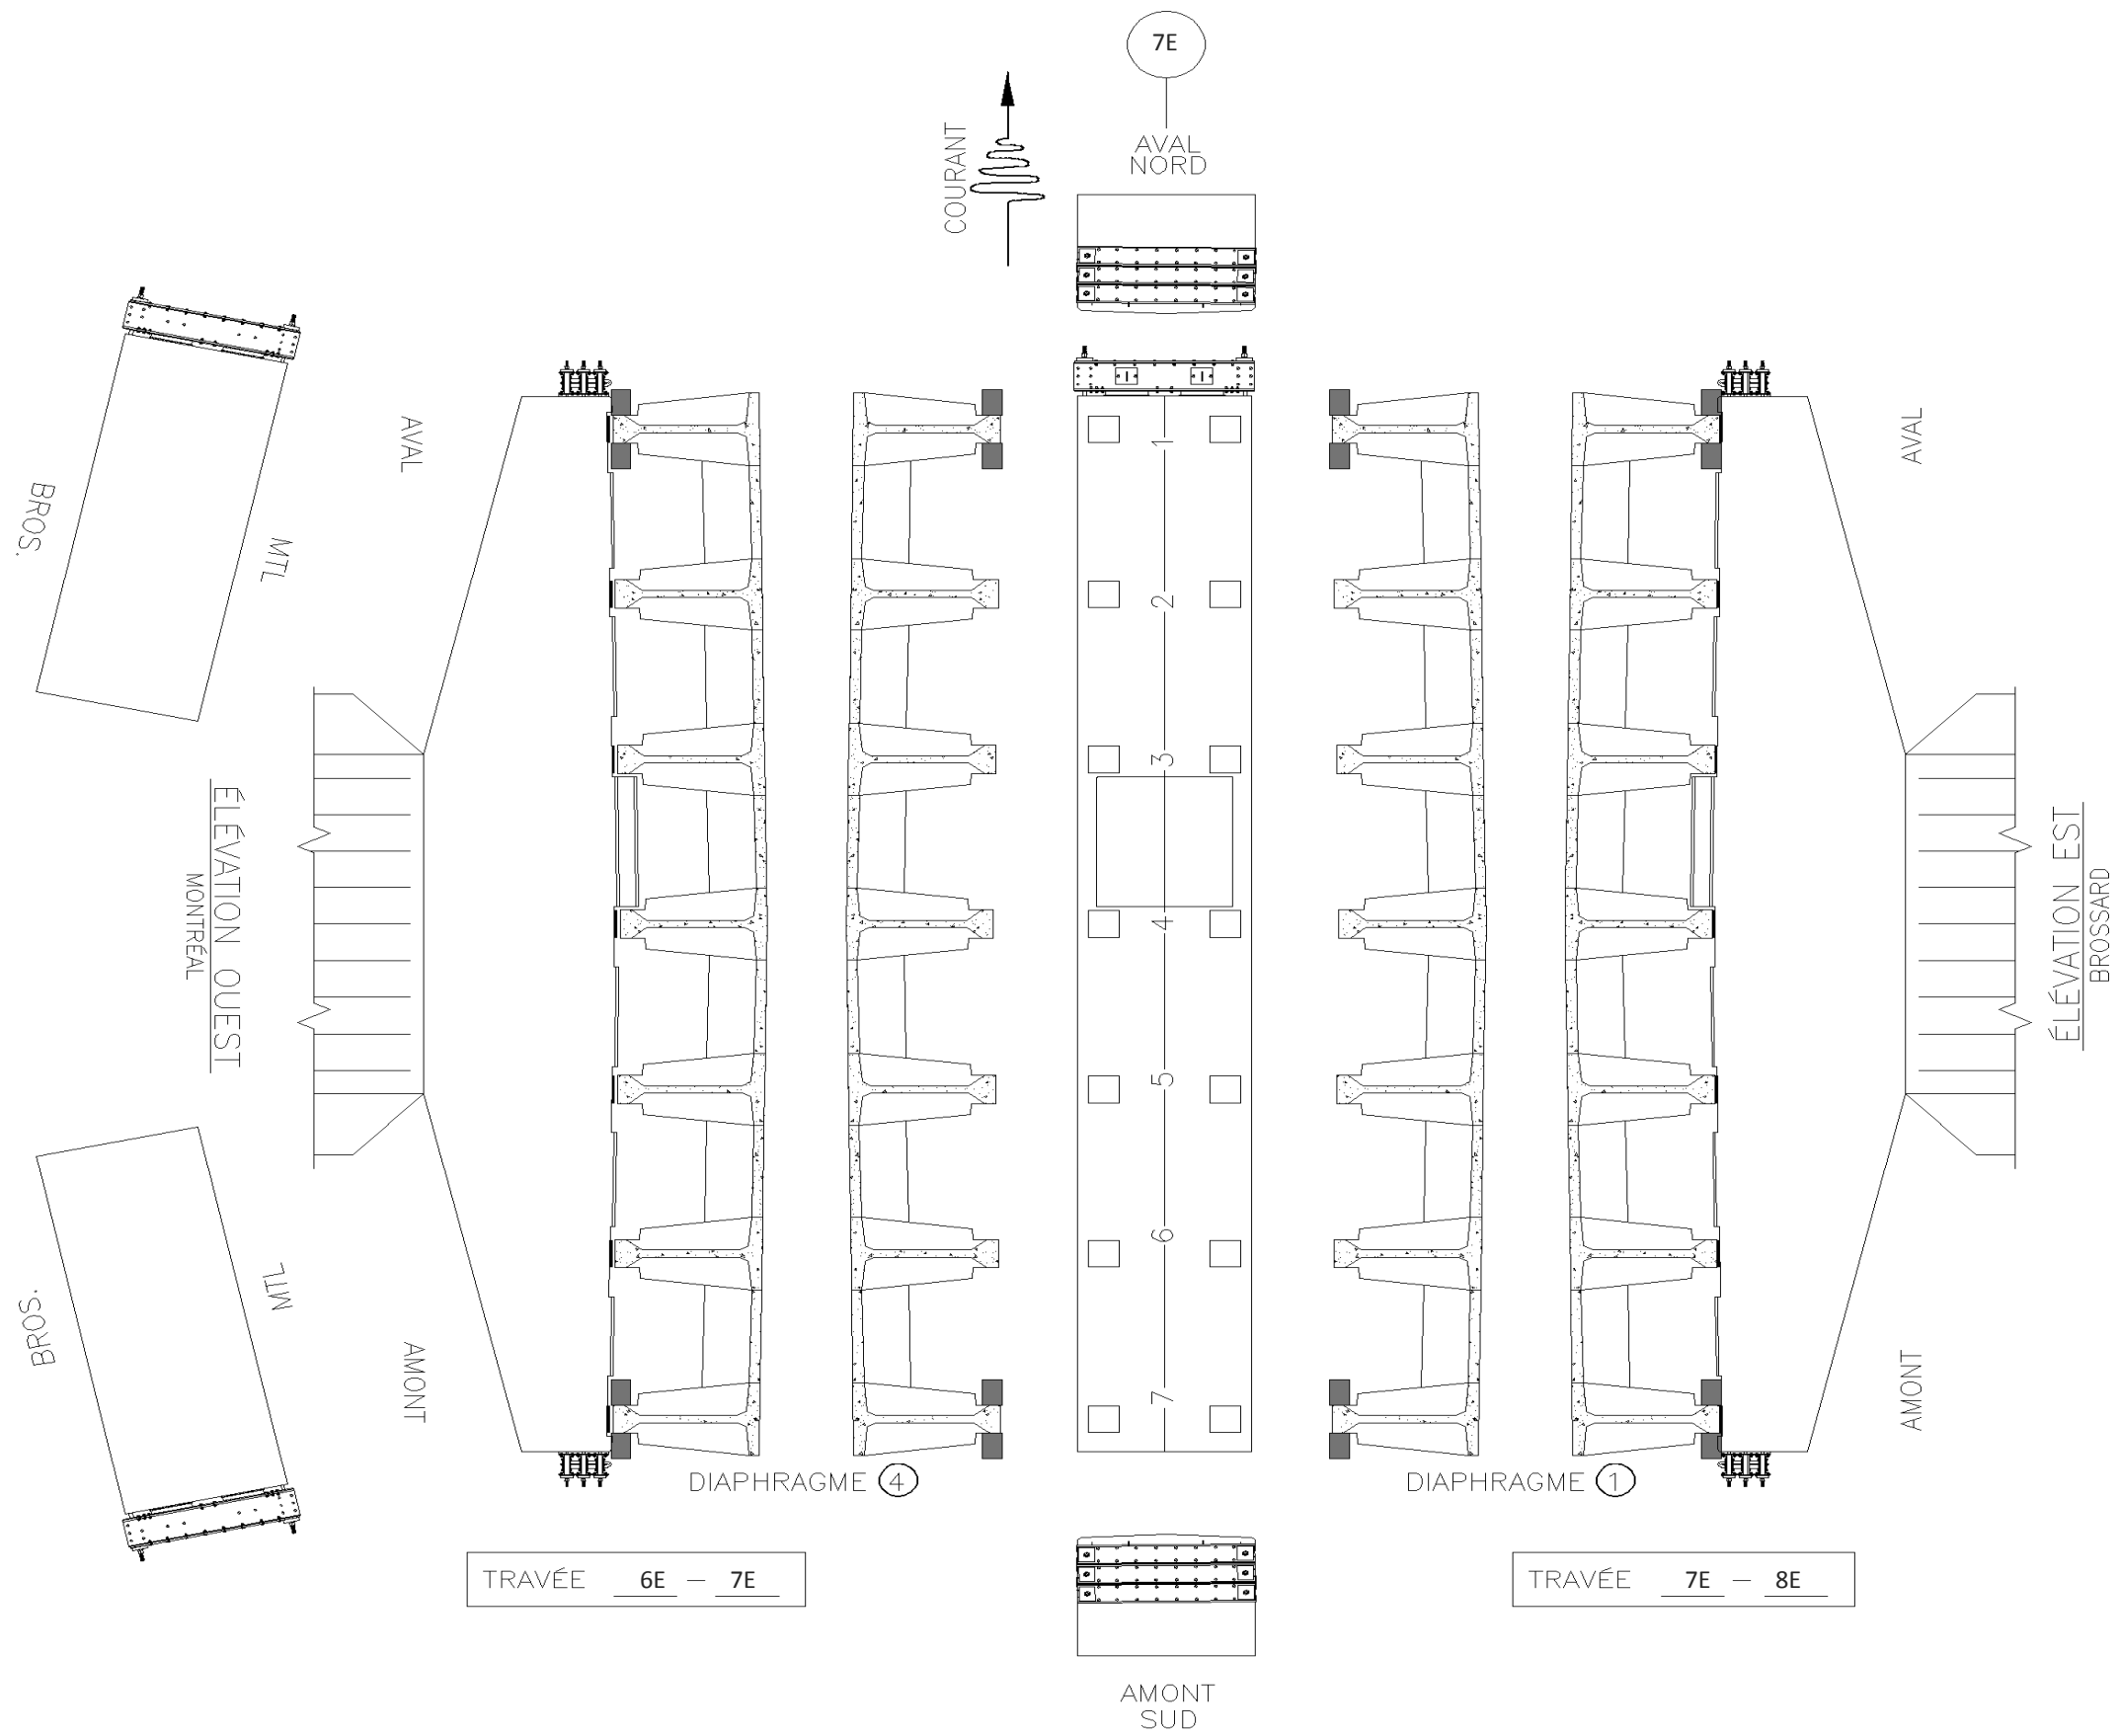 7E
AVAL
NORD
COURANT
BROS.
MTL
AVAL
AVAL
1
2
3
4
5
6
7
ÉLÉVATION OUEST
MONTRÉAL
ÉLÉVATION EST
BROSSARD
BROS.
MTL
AMONT
AMONT
DIAPHRAGME 4
DIAPHRAGME 1
TRAVÉE 6E — 7E
TRAVÉE 7E — 8E
AMONT
SUD